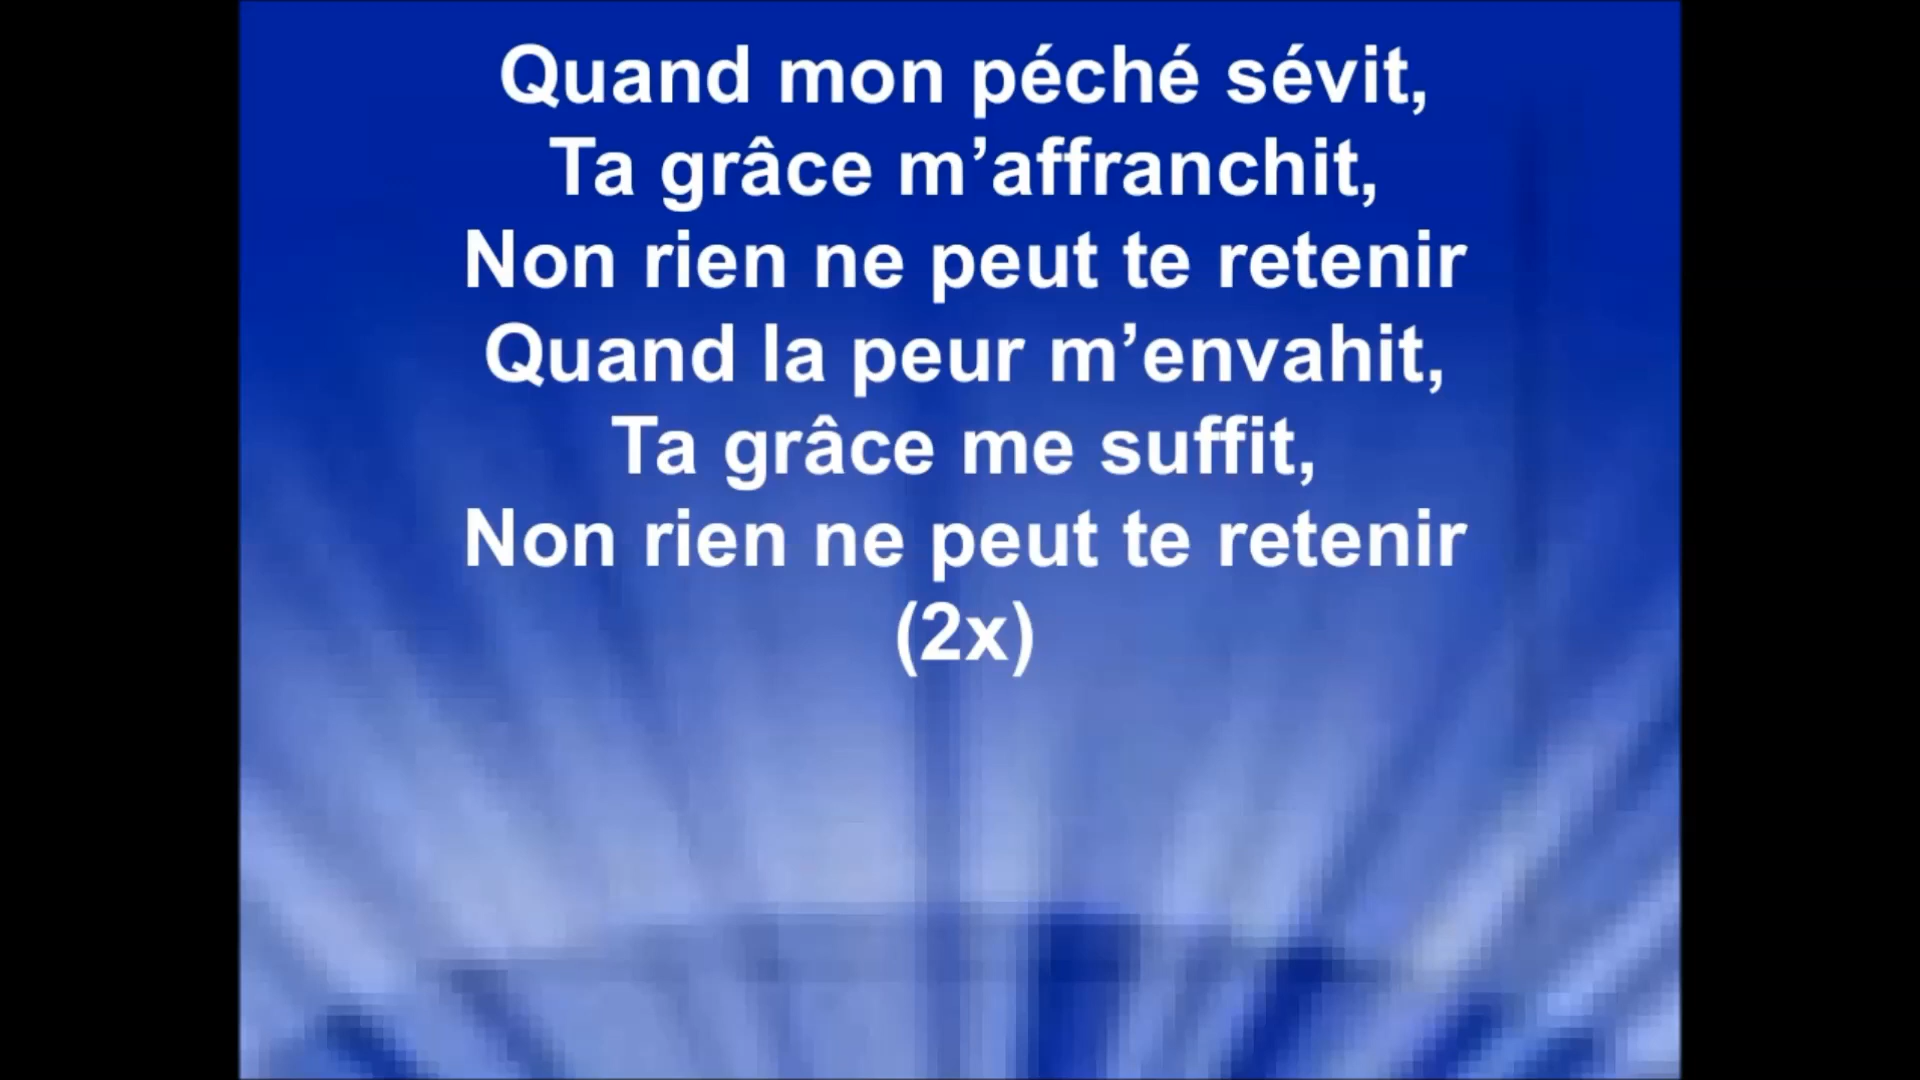 Quand mon péché sévit,
Ta grâce m’affranchit,
Non rien ne peut te retenir
Quand la peur m’envahit,
Ta grâce me suffit,
Non rien ne peut te retenir
(2x)